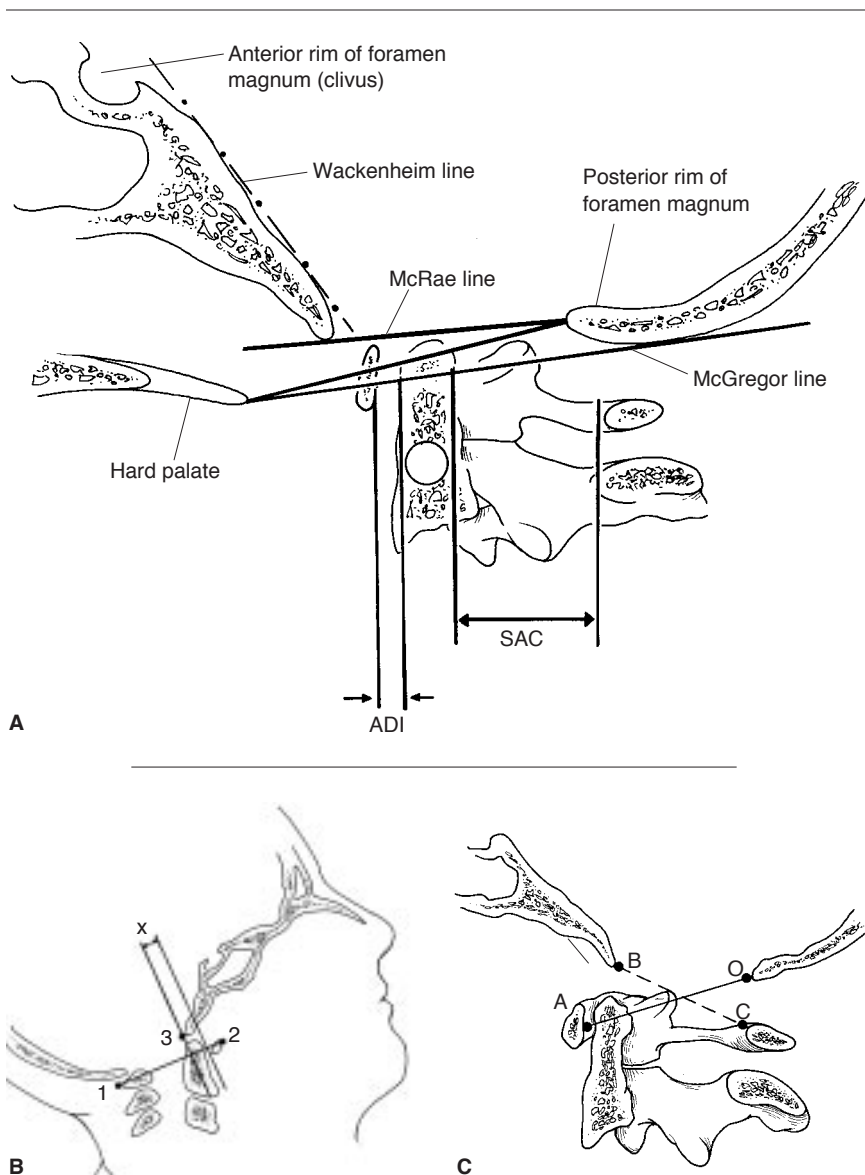 Anterior rim of foramen
magnum (clivus)
Wackenheim line
Posterior rim of
foramen magnum
McRae line
McGregor line
Hard palate
SAC
ADI
A
x
3
2
1
B
B
O
A
C
C